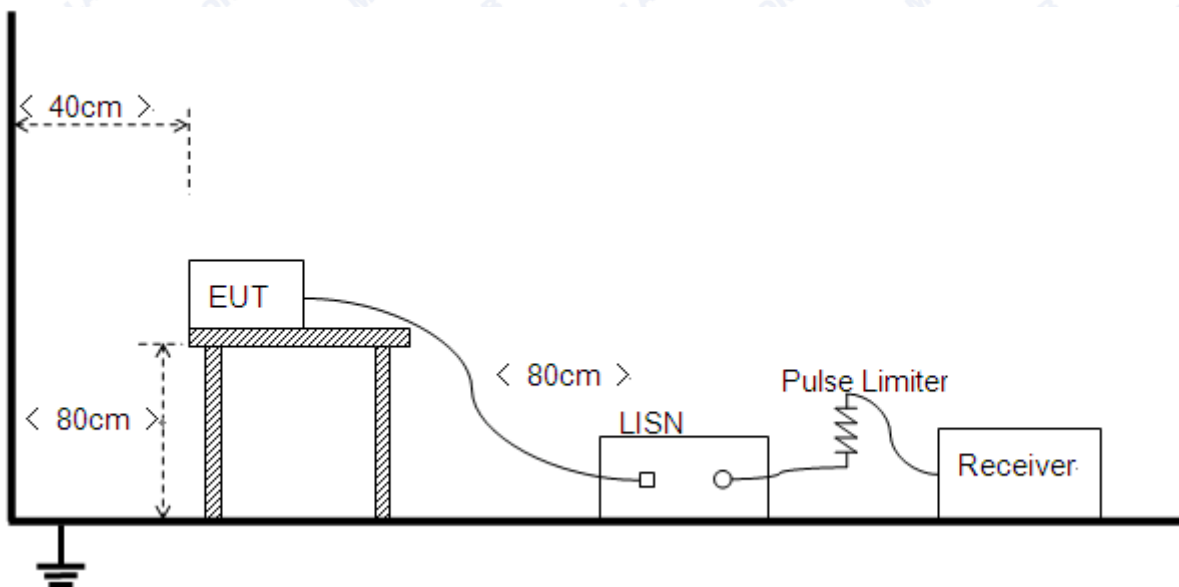 < 40cm >
EUT
< 80cm >
< 80cm >
LISN
Pulse Limiter
Receiver